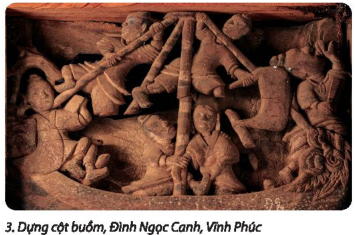 3. Dựng cột buồm, Đình Ngọc Canh, Vĩnh Phúc